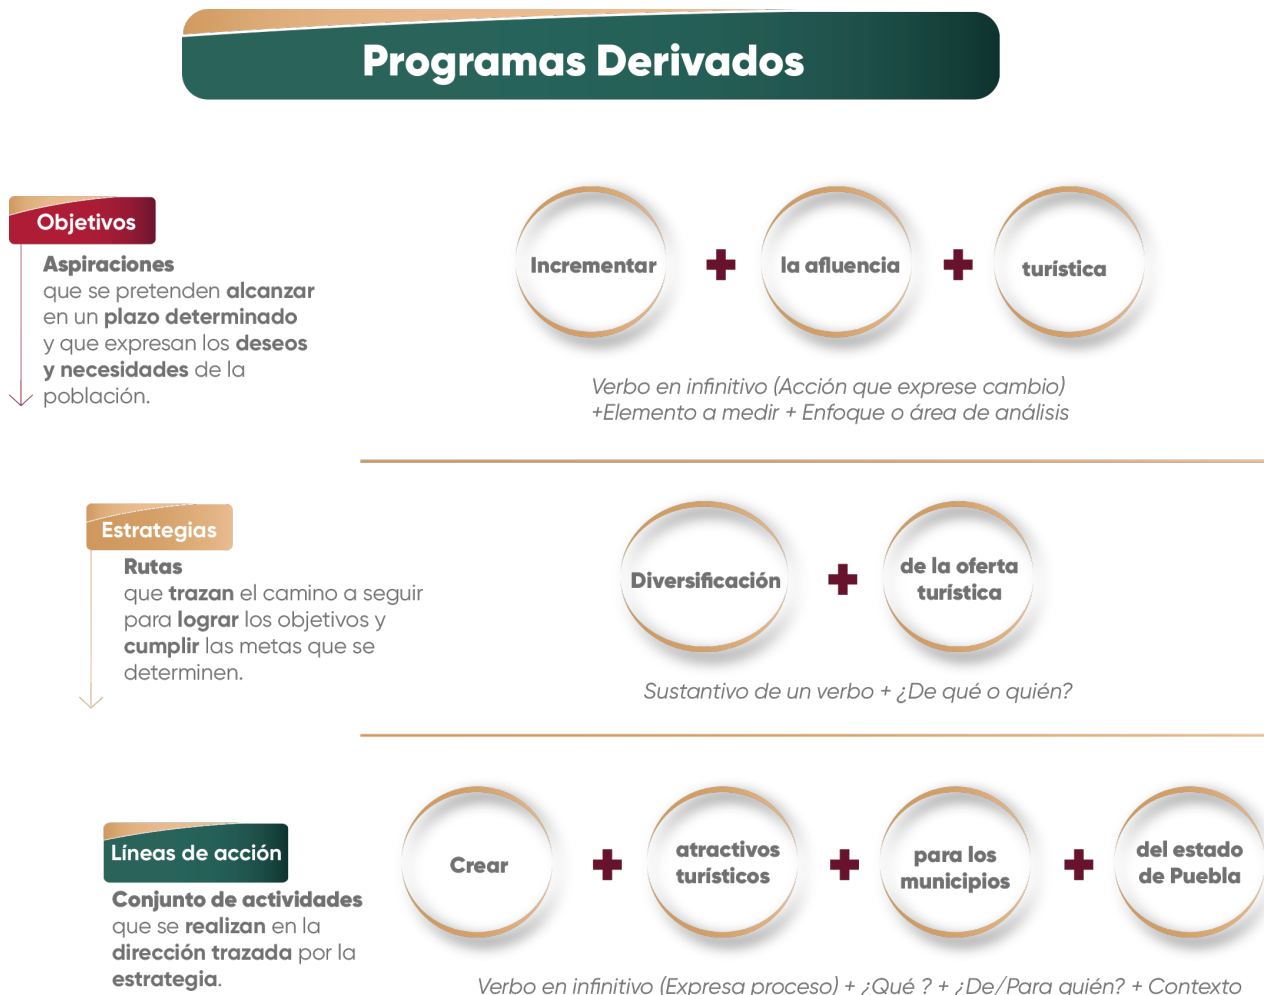 Programas Derivados
Objetivos
Aspiraciones
que se pretenden alcanzar
en un plazo determinado
y que expresan los deseos
y necesidades de la
población.
Incrementar
+
la afluencia
+
turística
Verbo en infinitivo (Acción que exprese cambio)
+Elemento a medir + Enfoque o área de análisis
Estrategias
Rutas
que trazan el camino a seguir
para lograr los objetivos y
cumplir las metas que se
determinen.
Diversificación
+
de la oferta
turística
Sustantivo de un verbo + ¿De qué o quién?
Líneas de acción
Conjunto de actividades
que se realizan en la
dirección trazada por la
estrategia.
Crear
+
atractivos
turísticos
+
para los
municipios
+
del estado
de Puebla
Verbo en infinitivo (Expresa proceso) + ¿Qué ? + ¿De/Para quién? + Contexto